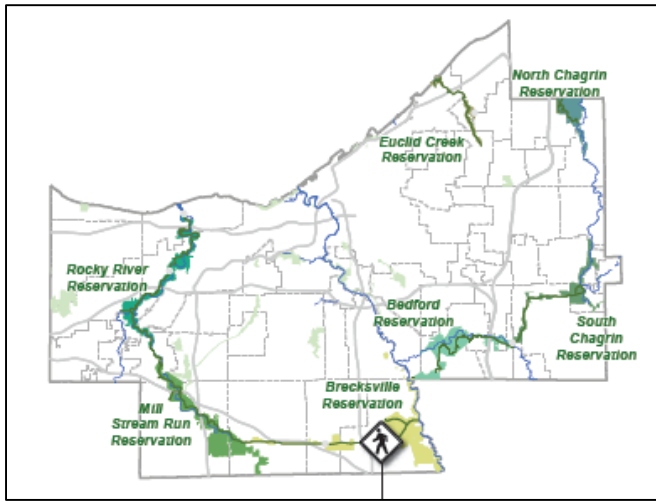 North Chagrin
Reservation
Euclid Creek
Reservation
Rocky River
Reservation
Bedford
Reservation
South
Chagrin
Reservation
Brecksville
Reservation
Mill
Stream Run
Reservation